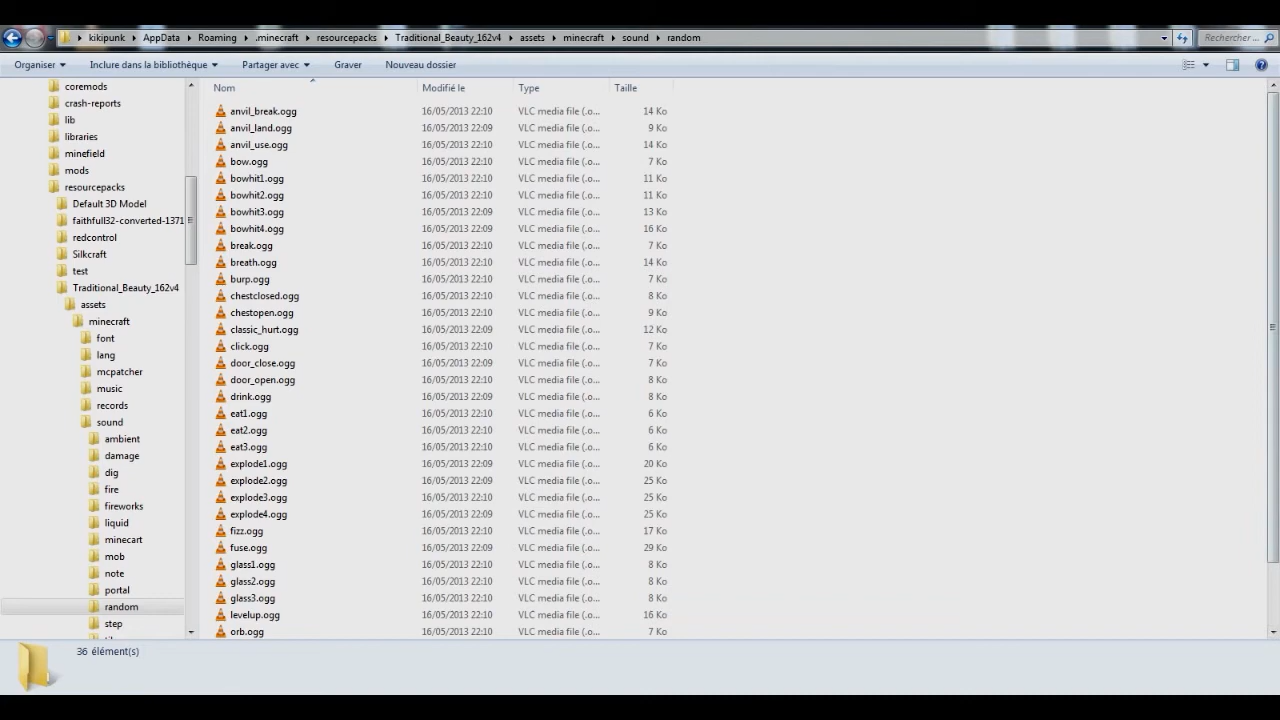 kikipunk AppData Roaming .minecraft resourcepacks Traditional_Beauty_162v4 assets minecraft sound random Rechercher ...
Organiser Inclure dans la bibliothèque Partager avec Graver Nouveau dossier
coremods
crash-reports
lib
libraries
minefield
mods
resourcepacks
Default 3D Model
faithfull32-converted-1371
redcontrol
Silkcraft
test
Traditional_Beauty_162v4
assets
minecraft
font
lang
mcpatcher
music
records
sound
ambient
damage
dig
fire
fireworks
liquid
minecart
mob
note
portal
random
step
Nom Modifié le Type Taille
anvil_break.ogg 16/05/2013 22:10 VLC media file (.o... 14 Ko
anvil_land.ogg 16/05/2013 22:09 VLC media file (.o... 9 Ko
anvil_use.ogg 16/05/2013 22:10 VLC media file (.o... 14 Ko
bow.ogg 16/05/2013 22:10 VLC media file (.o... 7 Ko
bowhit1.ogg 16/05/2013 22:10 VLC media file (.o... 11 Ko
bowhit2.ogg 16/05/2013 22:10 VLC media file (.o... 11 Ko
bowhit3.ogg 16/05/2013 22:09 VLC media file (.o... 13 Ko
bowhit4.ogg 16/05/2013 22:09 VLC media file (.o... 16 Ko
break.ogg 16/05/2013 22:10 VLC media file (.o... 7 Ko
breath.ogg 16/05/2013 22:10 VLC media file (.o... 14 Ko
burp.ogg 16/05/2013 22:10 VLC media file (.o... 7 Ko
chestclosed.ogg 16/05/2013 22:10 VLC media file (.o... 8 Ko
chestopen.ogg 16/05/2013 22:10 VLC media file (.o... 9 Ko
classic_hurt.ogg 16/05/2013 22:09 VLC media file (.o... 12 Ko
click.ogg 16/05/2013 22:10 VLC media file (.o... 7 Ko
door_close.ogg 16/05/2013 22:09 VLC media file (.o... 7 Ko
door_open.ogg 16/05/2013 22:10 VLC media file (.o... 8 Ko
drink.ogg 16/05/2013 22:09 VLC media file (.o... 8 Ko
eat1.ogg 16/05/2013 22:10 VLC media file (.o... 6 Ko
eat2.ogg 16/05/2013 22:10 VLC media file (.o... 6 Ko
eat3.ogg 16/05/2013 22:10 VLC media file (.o... 6 Ko
explode1.ogg 16/05/2013 22:09 VLC media file (.o... 20 Ko
explode2.ogg 16/05/2013 22:09 VLC media file (.o... 25 Ko
explode3.ogg 16/05/2013 22:10 VLC media file (.o... 25 Ko
explode4.ogg 16/05/2013 22:09 VLC media file (.o... 25 Ko
fizz.ogg 16/05/2013 22:10 VLC media file (.o... 17 Ko
fuse.ogg 16/05/2013 22:09 VLC media file (.o... 29 Ko
glass1.ogg 16/05/2013 22:10 VLC media file (.o... 8 Ko
glass2.ogg 16/05/2013 22:10 VLC media file (.o... 8 Ko
glass3.ogg 16/05/2013 22:10 VLC media file (.o... 8 Ko
levelup.ogg 16/05/2013 22:10 VLC media file (.o... 16 Ko
orb.ogg 16/05/2013 22:10 VLC media file (.o... 7 Ko
36 élément(s)